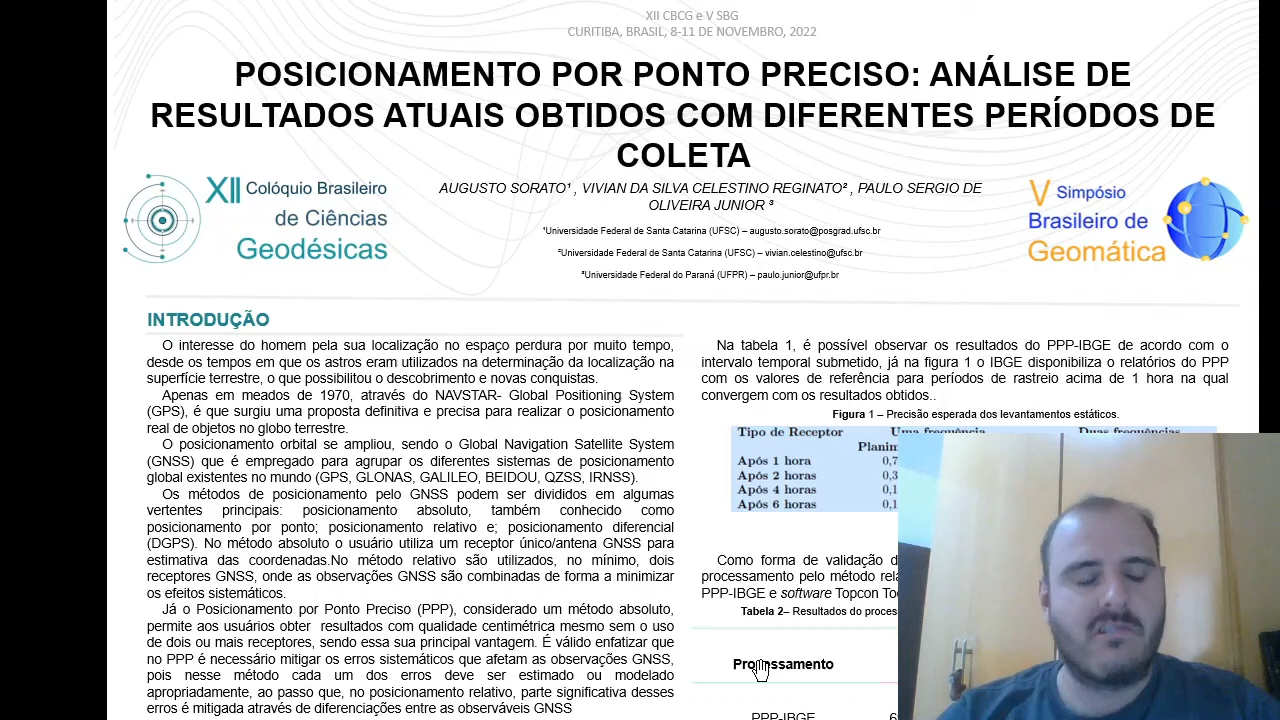 XII CBCG e V SBG
CURITIBA, BRASIL, 8-11 DE NOVEMBRO, 2022
POSICIONAMENTO POR PONTO PRECISO: ANÁLISE DE
RESULTADOS ATUAIS OBTIDOS COM DIFERENTES PERÍODOS DE
COLETA
XII Colóquio Brasileiro
de Ciências
Geodésicas
AUGUSTO SORATO¹ , VIVIAN DA SILVA CELESTINO REGINATO² , PAULO SERGIO DE
OLIVEIRA JUNIOR ³
¹Universidade Federal de Santa Catarina (UFSC) – augusto.sorato@posgrad.ufsc.br
²Universidade Federal de Santa Catarina (UFSC) – vivian.celestino@ufsc.br
³Universidade Federal do Paraná (UFPR) – paulo.junior@ufpr.br
V Simpósio
Brasileiro de
Geomática
INTRODUÇÃO
O interesse do homem pela sua localização no espaço perdura por muito tempo,
desde os tempos em que os astros eram utilizados na determinação da localização na
superfície terrestre, o que possibilitou o descobrimento e novas conquistas.
Apenas em meados de 1970, através do NAVSTAR- Global Positioning System
(GPS), é que surgiu uma proposta definitiva e precisa para realizar o posicionamento
real de objetos no globo terrestre.
O posicionamento orbital se ampliou, sendo o Global Navigation Satellite System
(GNSS) que é empregado para agrupar os diferentes sistemas de posicionamento
global existentes no mundo (GPS, GLONAS, GALILEO, BEIDOU, QZSS, IRNSS).
Os métodos de posicionamento pelo GNSS podem ser divididos em algumas
vertentes principais: posicionamento absoluto, também conhecido como
posicionamento por ponto; posicionamento relativo e; posicionamento diferencial
(DGPS). No método absoluto o usuário utiliza um receptor único/antena GNSS para
estimativa das coordenadas.No método relativo são utilizados, no mínimo, dois
receptores GNSS, onde as observações GNSS são combinadas de forma a minimizar
os efeitos sistemáticos.
Já o Posicionamento por Ponto Preciso (PPP), considerado um método absoluto,
permite aos usuários obter resultados com qualidade centimétrica mesmo sem o uso
de dois ou mais receptores, sendo essa sua principal vantagem. É válido enfatizar que
no PPP é necessário mitigar os erros sistemáticos que afetam as observações GNSS,
pois nesse método cada um dos erros deve ser estimado ou modelado
apropriadamente, ao passo que, no posicionamento relativo, parte significativa desses
erros é mitigada através de diferenciações entre as observáveis GNSS
Na tabela 1, é possível observar os resultados do PPP-IBGE de acordo com o
intervalo temporal submetido, já na figura 1 o IBGE disponibiliza o relatórios do PPP
com os valores de referência para períodos de rastreio acima de 1 hora na qual
convergem com os resultados obtidos..
Figura 1 – Precisão esperada dos levantamentos estáticos.
Tipo de Receptor Uma frequência Duas frequências
Planim
Após 1 hora 0,7
Após 2 horas 0,3
Após 4 horas 0,1
Após 6 horas 0,1
Como forma de validação d
processamento pelo método rela
PPP-IBGE e software Topcon Too
Tabela 2– Resultados do proces
Processamento
PPP-IBGE